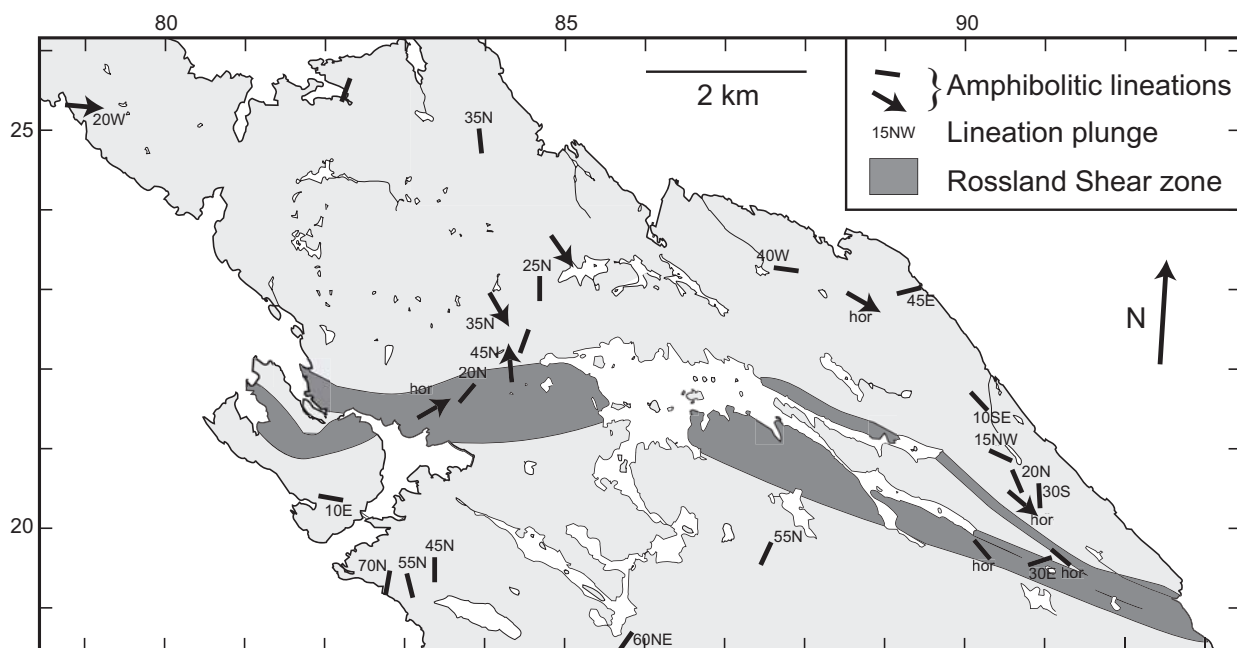 80
85
90
25
20
2 km
Amphibolitic lineations
15NW Lineation plunge
Rossland Shear zone
N
20W
35N
25N
40W
35N
hor
45E
45N
20N
hor
10SE
15NW
20N
30S
hor
10E
55N
45N
70N
55N
hor
30E
hor
60NE